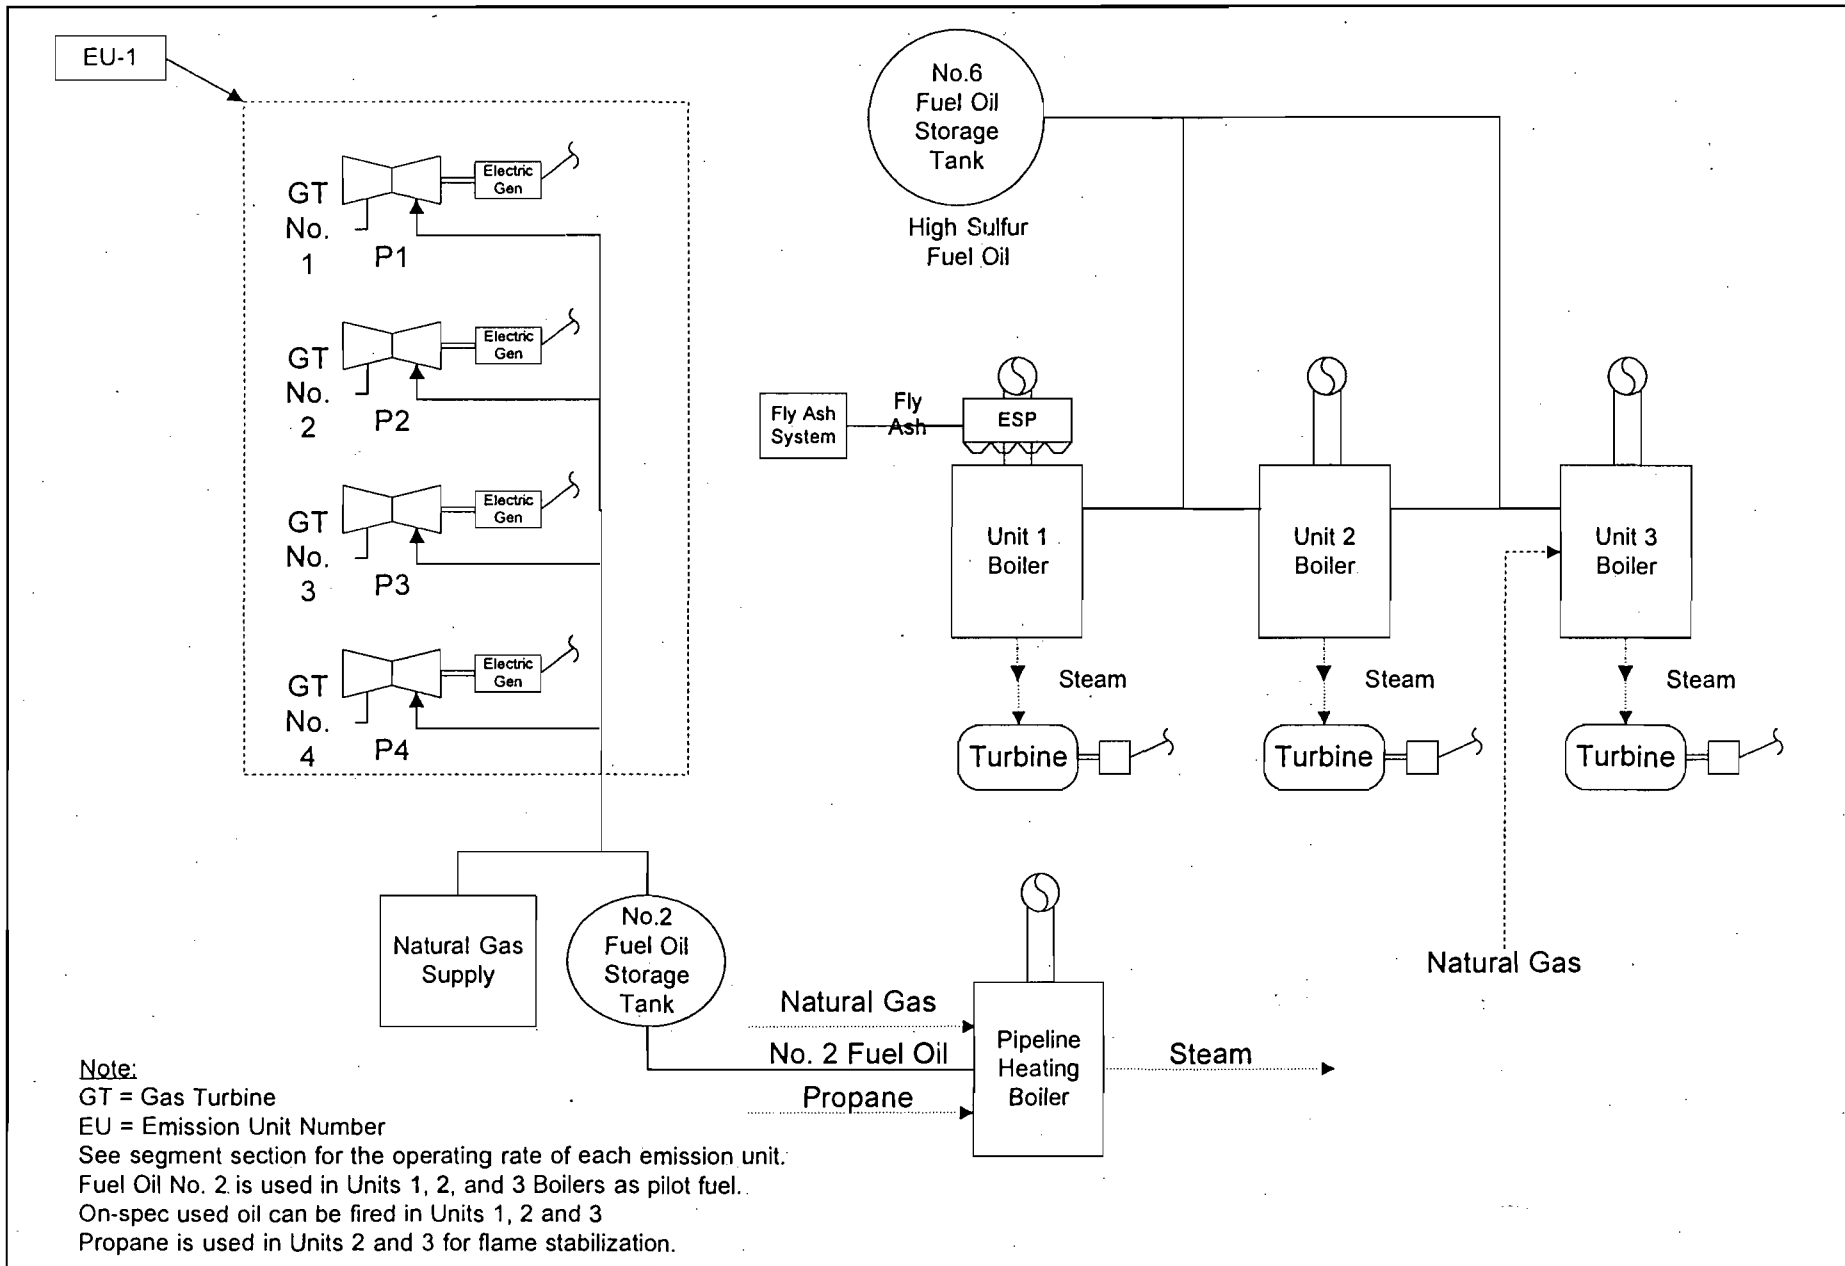 EU-1
GT
No.
1
P1
Electric
Gen
GT
No.
2
P2
Electric
Gen
GT
No.
3
P3
Electric
Gen
GT
No.
4
P4
Electric
Gen
No.6
Fuel Oil
Storage
Tank
High Sulfur
Fuel Oil
Fly Ash
System
Fly
Ash
ESP
Unit 1
Boiler
Unit 2
Boiler
Unit 3
Boiler
Steam
Steam
Steam
Turbine
Turbine
Turbine
Natural Gas
Supply
No.2
Fuel Oil
Storage
Tank
Natural Gas
No. 2 Fuel Oil
Propane
Pipeline
Heating
Boiler
Steam
Natural Gas
Note:
GT = Gas Turbine
EU = Emission Unit Number
See segment section for the operating rate of each emission unit.
Fuel Oil No. 2 is used in Units 1, 2, and 3 Boilers as pilot fuel.
On-spec used oil can be fired in Units 1, 2 and 3
Propane is used in Units 2 and 3 for flame stabilization.